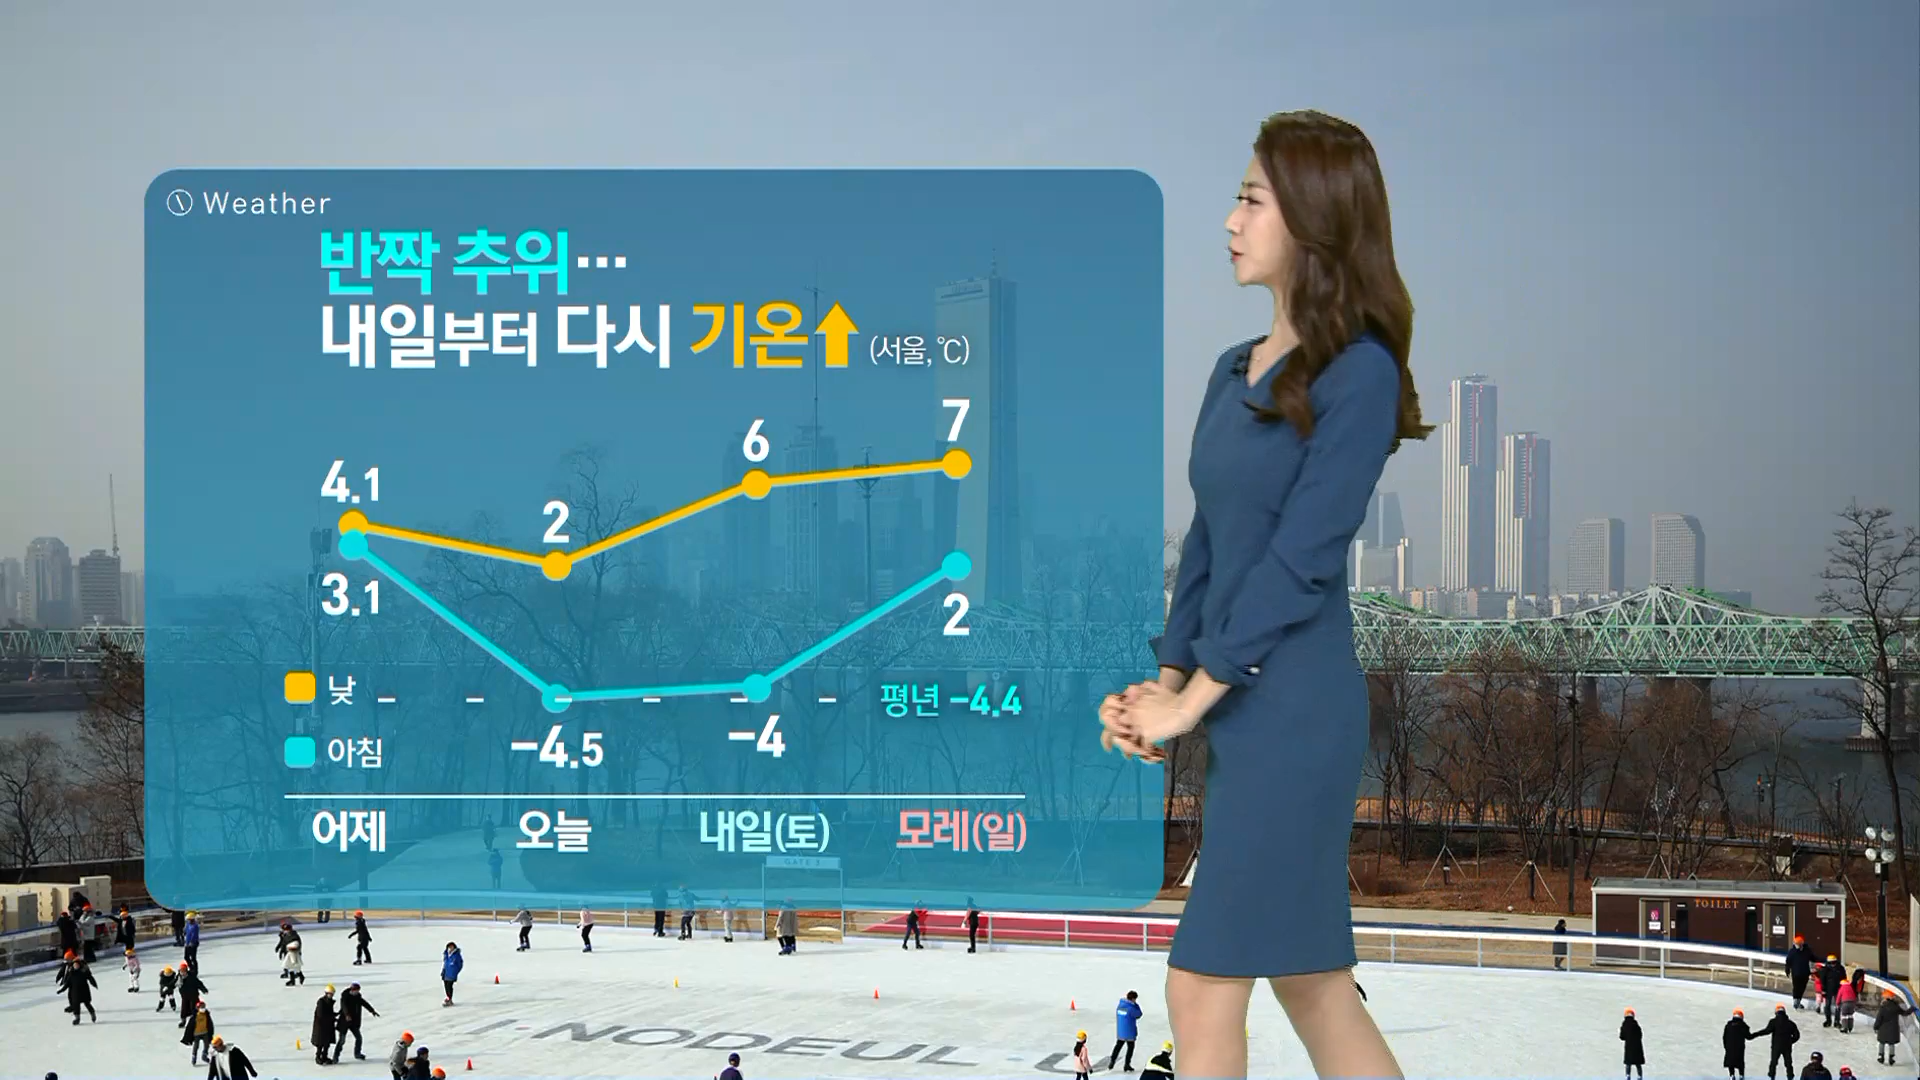 Weather
반짝 추위···
내일부터 다시 기온⬆ (서울, ℃)
4.1 2 6 7
3.1 -4.5 -4 2
낮
평년 -4.4
아침
어제 오늘 내일(토) 모레(일)
GATE 3
TOILET
I·NODEUL·U